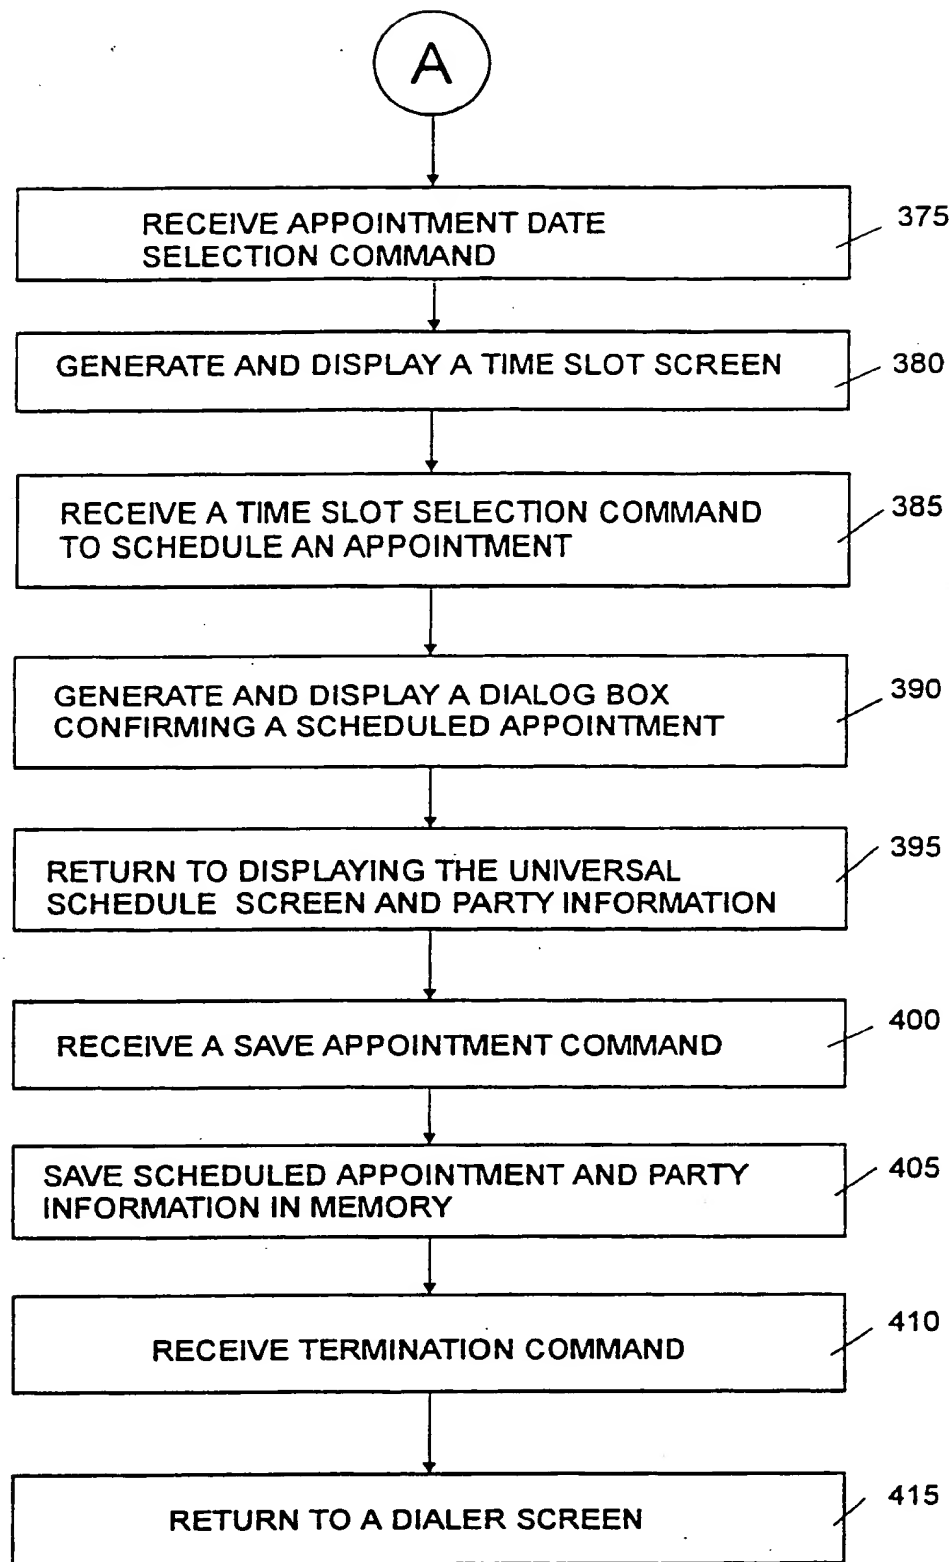 A
RECEIVE APPOINTMENT DATE
SELECTION COMMAND
375
GENERATE AND DISPLAY A TIME SLOT SCREEN
380
RECEIVE A TIME SLOT SELECTION COMMAND
TO SCHEDULE AN APPOINTMENT
385
GENERATE AND DISPLAY A DIALOG BOX
CONFIRMING A SCHEDULED APPOINTMENT
390
RETURN TO DISPLAYING THE UNIVERSAL
SCHEDULE SCREEN AND PARTY INFORMATION
395
RECEIVE A SAVE APPOINTMENT COMMAND
400
SAVE SCHEDULED APPOINTMENT AND PARTY
INFORMATION IN MEMORY
405
RECEIVE TERMINATION COMMAND
410
RETURN TO A DIALER SCREEN
415